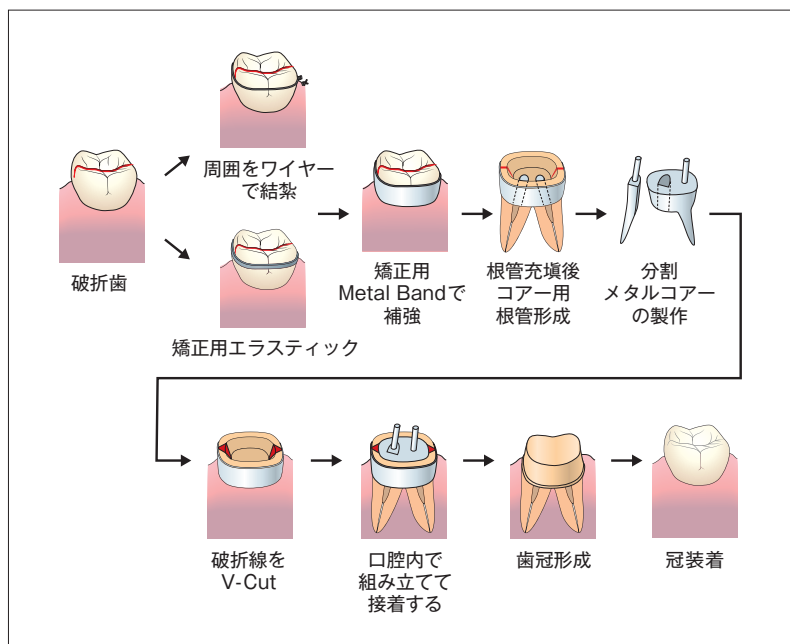 周囲をワイヤー
で結紮
破折歯
矯正用エラスティック
矯正用
Metal Bandで
補強
根管充塡後
コアー用
根管形成
分割
メタルコアー
の製作
破折線を
V-Cut
口腔内で
組み立てて
接着する
歯冠形成
冠装着